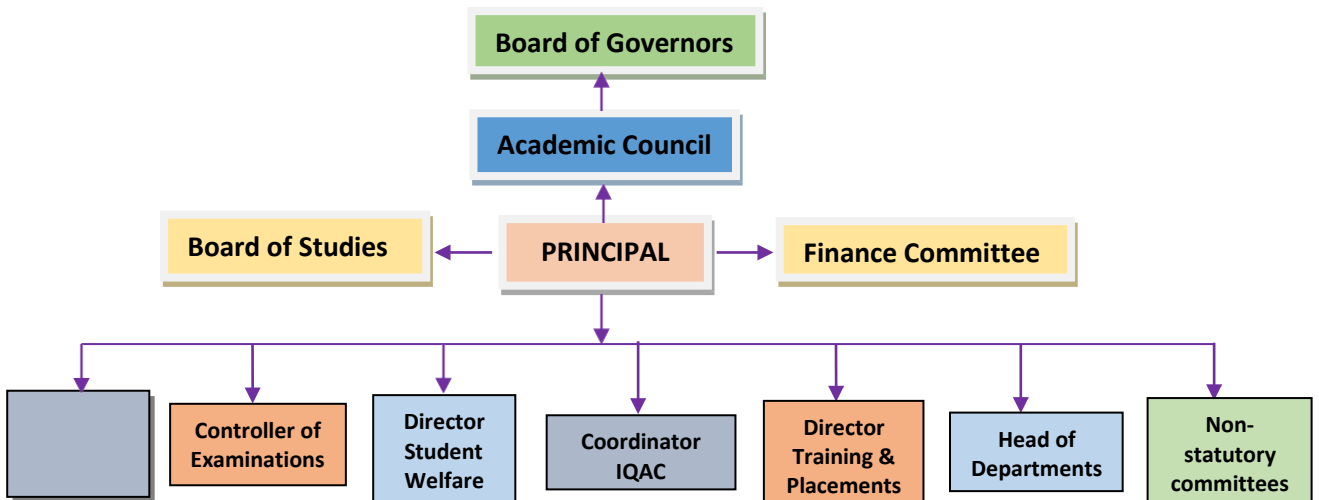 Board of Governors
Academic Council
Board of Studies
PRINCIPAL
Finance Committee
Controller of
Examinations
Director
Student
Welfare
Coordinator
IQAC
Director
Training &
Placements
Head of
Departments
Non-
statutory
committees